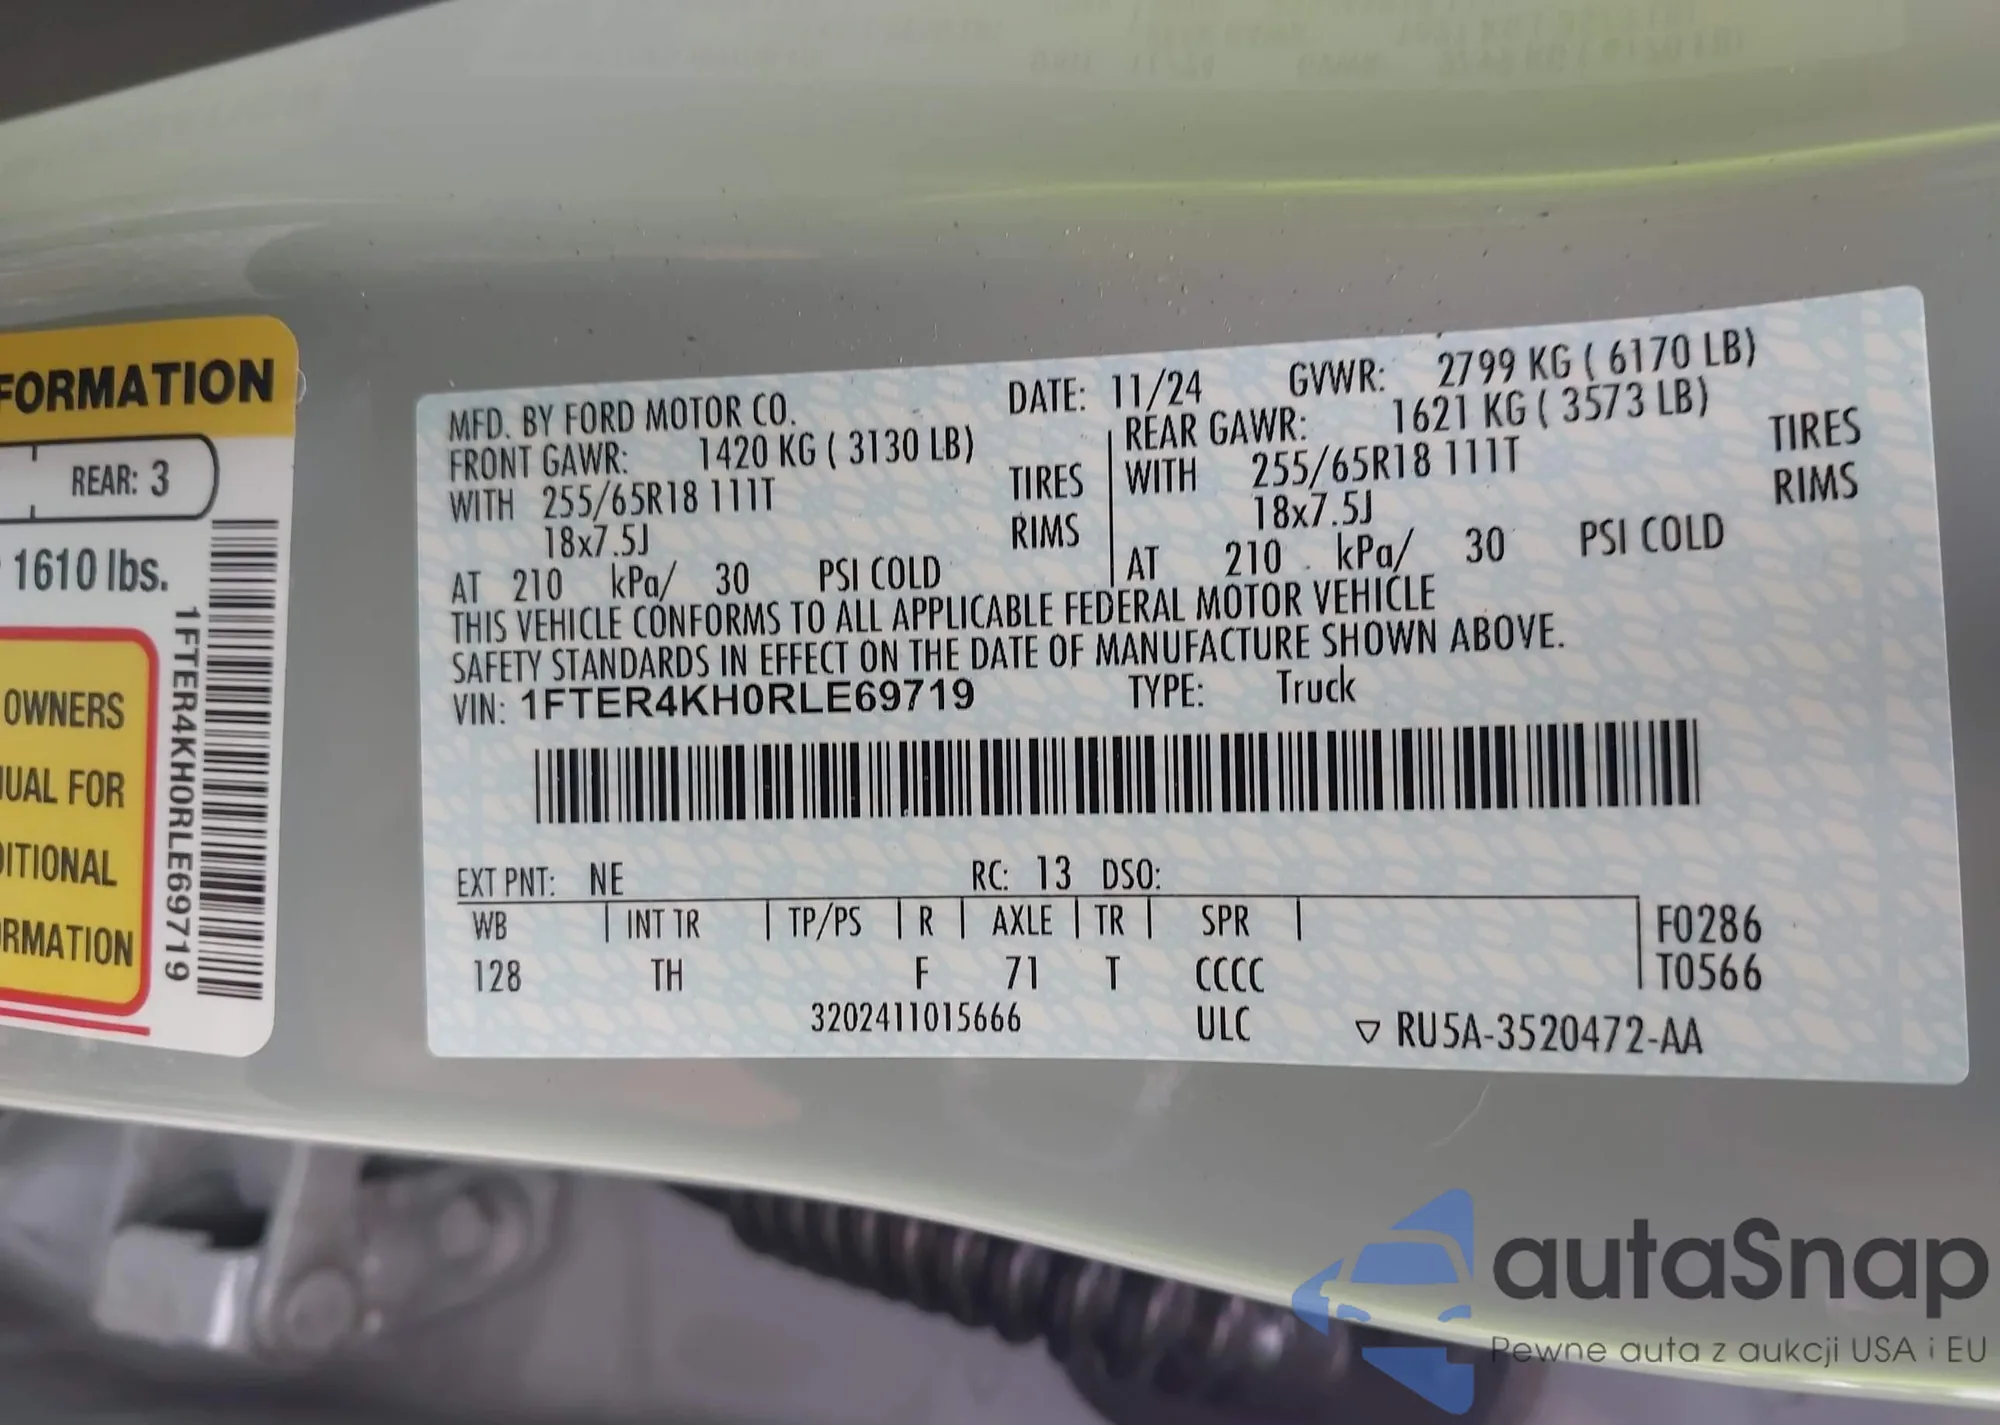 FORMATION
REAR: 3
1610 lbs.
1FTER4KH0RLE69719
OWNERS
UAL FOR
DITIONAL
RMATION
MFD. BY FORD MOTOR CO.
DATE: 11/24 GVWR: 2799 KG ( 6170 LB)
FRONT GAWR: 1420 KG ( 3130 LB)
WITH 255/65R18 111T TIRES
18x7.5J RIMS
AT 210 kPa/ 30 PSI COLD
REAR GAWR: 1621 KG ( 3573 LB)
WITH 255/65R18 111T TIRES
18x7.5J RIMS
AT 210 kPa/ 30 PSI COLD
THIS VEHICLE CONFORMS TO ALL APPLICABLE FEDERAL MOTOR VEHICLE
SAFETY STANDARDS IN EFFECT ON THE DATE OF MANUFACTURE SHOWN ABOVE.
VIN: 1FTER4KH0RLE69719 TYPE: Truck
EXT PNT: NE RC: 13 DSO:
WB INT TR TP/PS R AXLE TR SPR F0286
128 TH F 71 T CCCC T0566
3202411015666 ULC ▽ RU5A-3520472-AA
autaSnap
Pewne auta z aukcji USA i EU